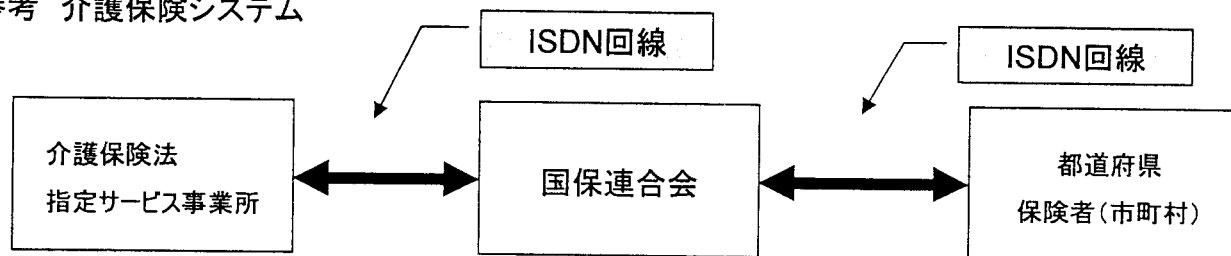 参考 介護保険システム
ISDN回線
ISDN回線
介護保険法
指定サービス事業所
国保連合会
都道府県
保険者(市町村)